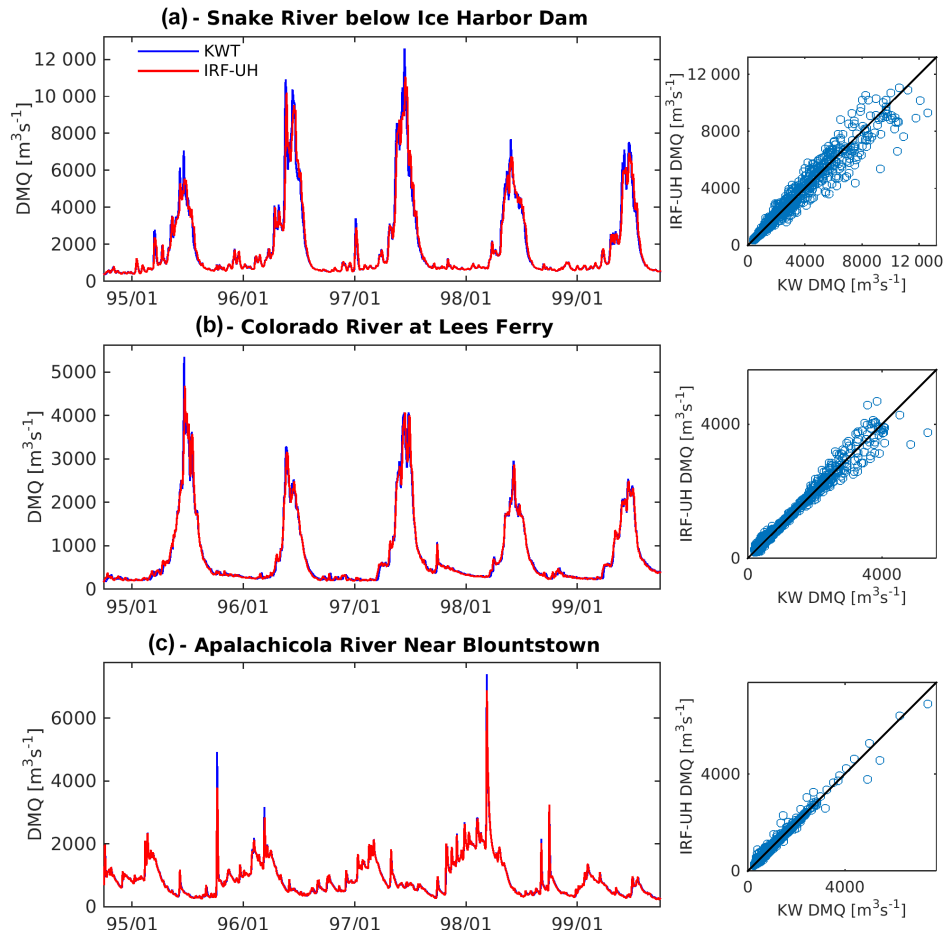 (a) - Snake River below Ice Harbor Dam
KWT
IRF-UH
DMQ [m³s⁻¹]
12 000
10 000
8000
6000
4000
2000
0
95/01 96/01 97/01 98/01 99/01
IRF-UH DMQ [m³s⁻¹]
12 000
8000
4000
0
0 4000 8000 12 000
KW DMQ [m³s⁻¹]
(b) - Colorado River at Lees Ferry
DMQ [m³s⁻¹]
5000
4000
3000
2000
1000
0
95/01 96/01 97/01 98/01 99/01
IRF-UH DMQ [m³s⁻¹]
4000
0
0 4000
KW DMQ [m³s⁻¹]
(c) - Apalachicola River Near Blountstown
DMQ [m³s⁻¹]
6000
4000
2000
0
95/01 96/01 97/01 98/01 99/01
IRF-UH DMQ [m³s⁻¹]
4000
0
0 4000
KW DMQ [m³s⁻¹]